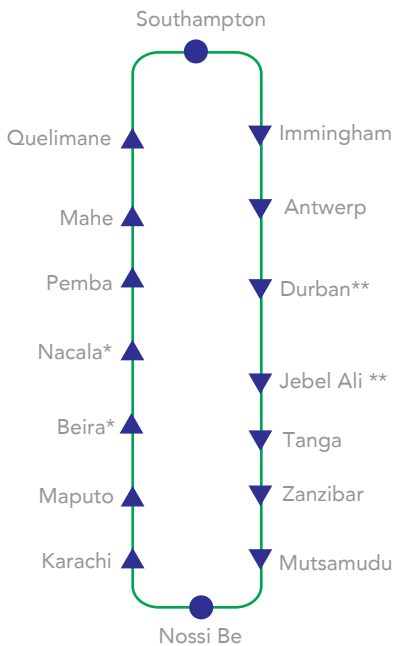 Southampton
Quelimane
Immingham
Mahe
Antwerp
Pemba
Durban**
Nacala*
Jebel Ali **
Beira*
Tanga
Maputo
Zanzibar
Karachi
Mutsamudu
Nossi Be